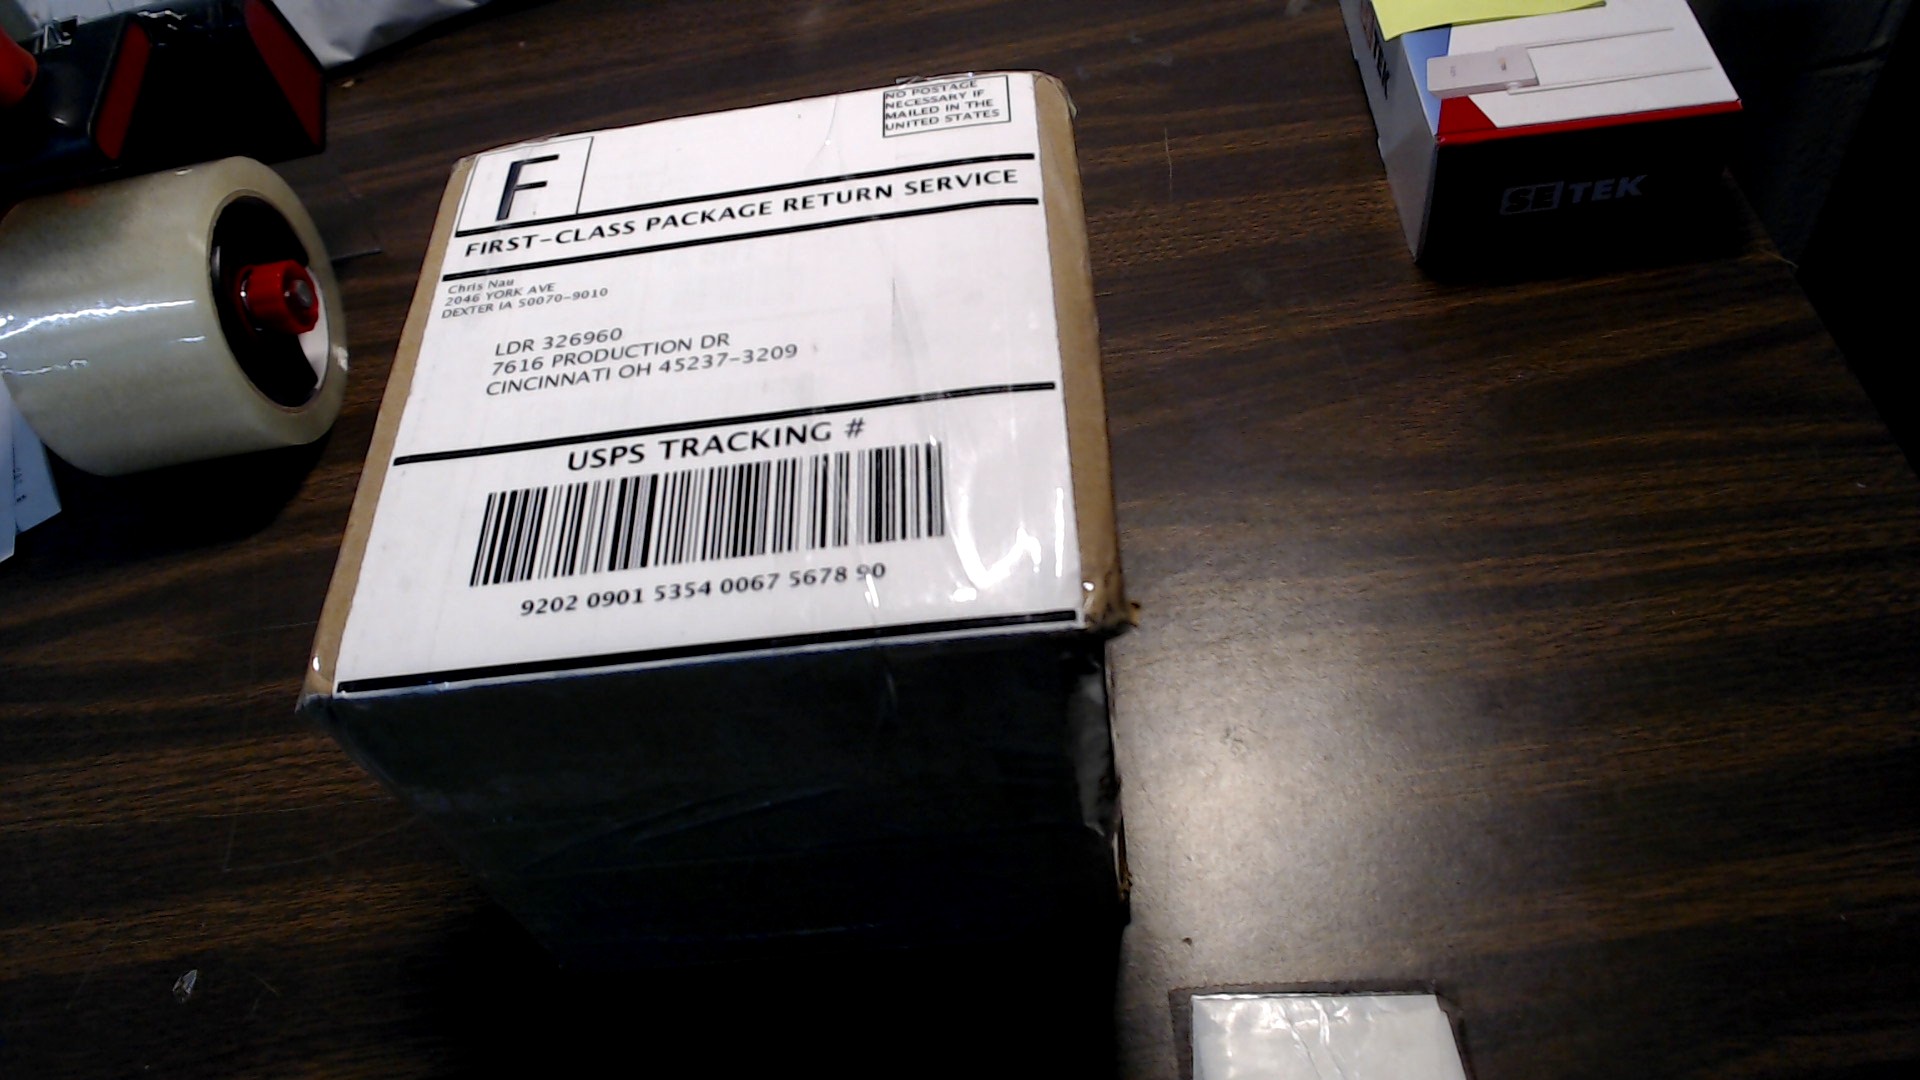 NO POSTAGE
NECESSARY IF
MAILED IN THE
UNITED STATES
F
FIRST-CLASS PACKAGE RETURN SERVICE
Chris Nau
2046 YORK AVE
DEXTER IA 50070-9010
LDR 326960
7616 PRODUCTION DR
CINCINNATI OH 45237-3209
USPS TRACKING #
9202 0901 5354 0067 5678 90
SETEK